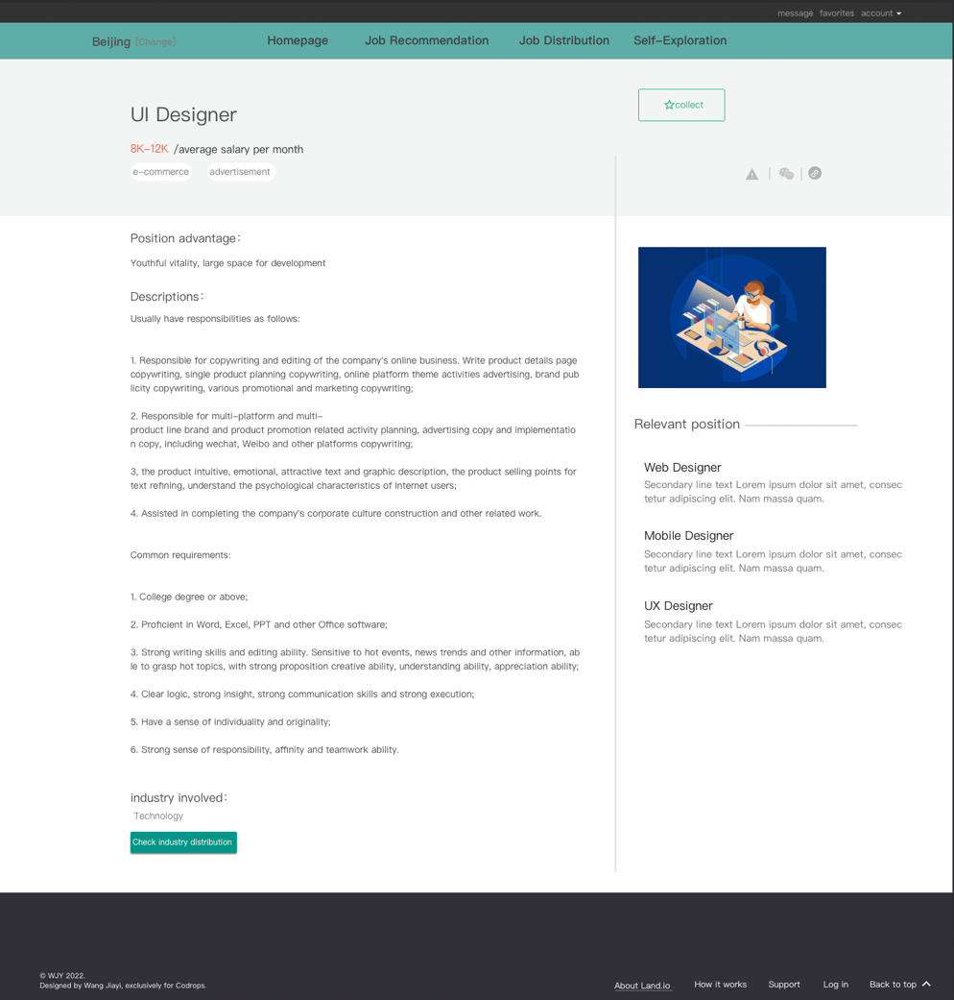 message favorites account
Beijing [Change] Homepage Job Recommendation Job Distribution Self-Exploration
UI Designer
collect
8K-12K /average salary per month
e-commerce advertisement
Position advantage:
Youthful vitality, large space for development
Descriptions:
Usually have responsibilities as follows:
1. Responsible for copywriting and editing of the company's online business. Write product details page
copywriting, single product planning copywriting, online platform theme activities advertising, brand pub
licity copywriting, various promotional and marketing copywriting;
2. Responsible for multi-platform and multi-
product line brand and product promotion related activity planning, advertising copy and implementatio
n copy, including wechat, Weibo and other platforms copywriting;
3, the product intuitive, emotional, attractive text and graphic description, the product selling points for
text refining, understand the psychological characteristics of Internet users;
4. Assisted in completing the company's corporate culture construction and other related work.
Common requirements:
1. College degree or above;
2. Proficient in Word, Excel, PPT and other Office software;
3. Strong writing skills and editing ability. Sensitive to hot events, news trends and other information, ab
le to grasp hot topics, with strong proposition creative ability, understanding ability, appreciation ability;
4. Clear logic, strong insight, strong communication skills and strong execution;
5. Have a sense of individuality and originality;
6. Strong sense of responsibility, affinity and teamwork ability.
industry involved:
Technology
Check industry distribution
Relevant position
Web Designer
Secondary line text Lorem ipsum dolor sit amet, consec
tetur adipiscing elit. Nam massa quam.
Mobile Designer
Secondary line text Lorem ipsum dolor sit amet, consec
tetur adipiscing elit. Nam massa quam.
UX Designer
Secondary line text Lorem ipsum dolor sit amet, consec
tetur adipiscing elit. Nam massa quam.
© WJY 2022.
Designed by Wang Jiayi, exclusively for Codrops.
About Land.io How it works Support Log in Back to top